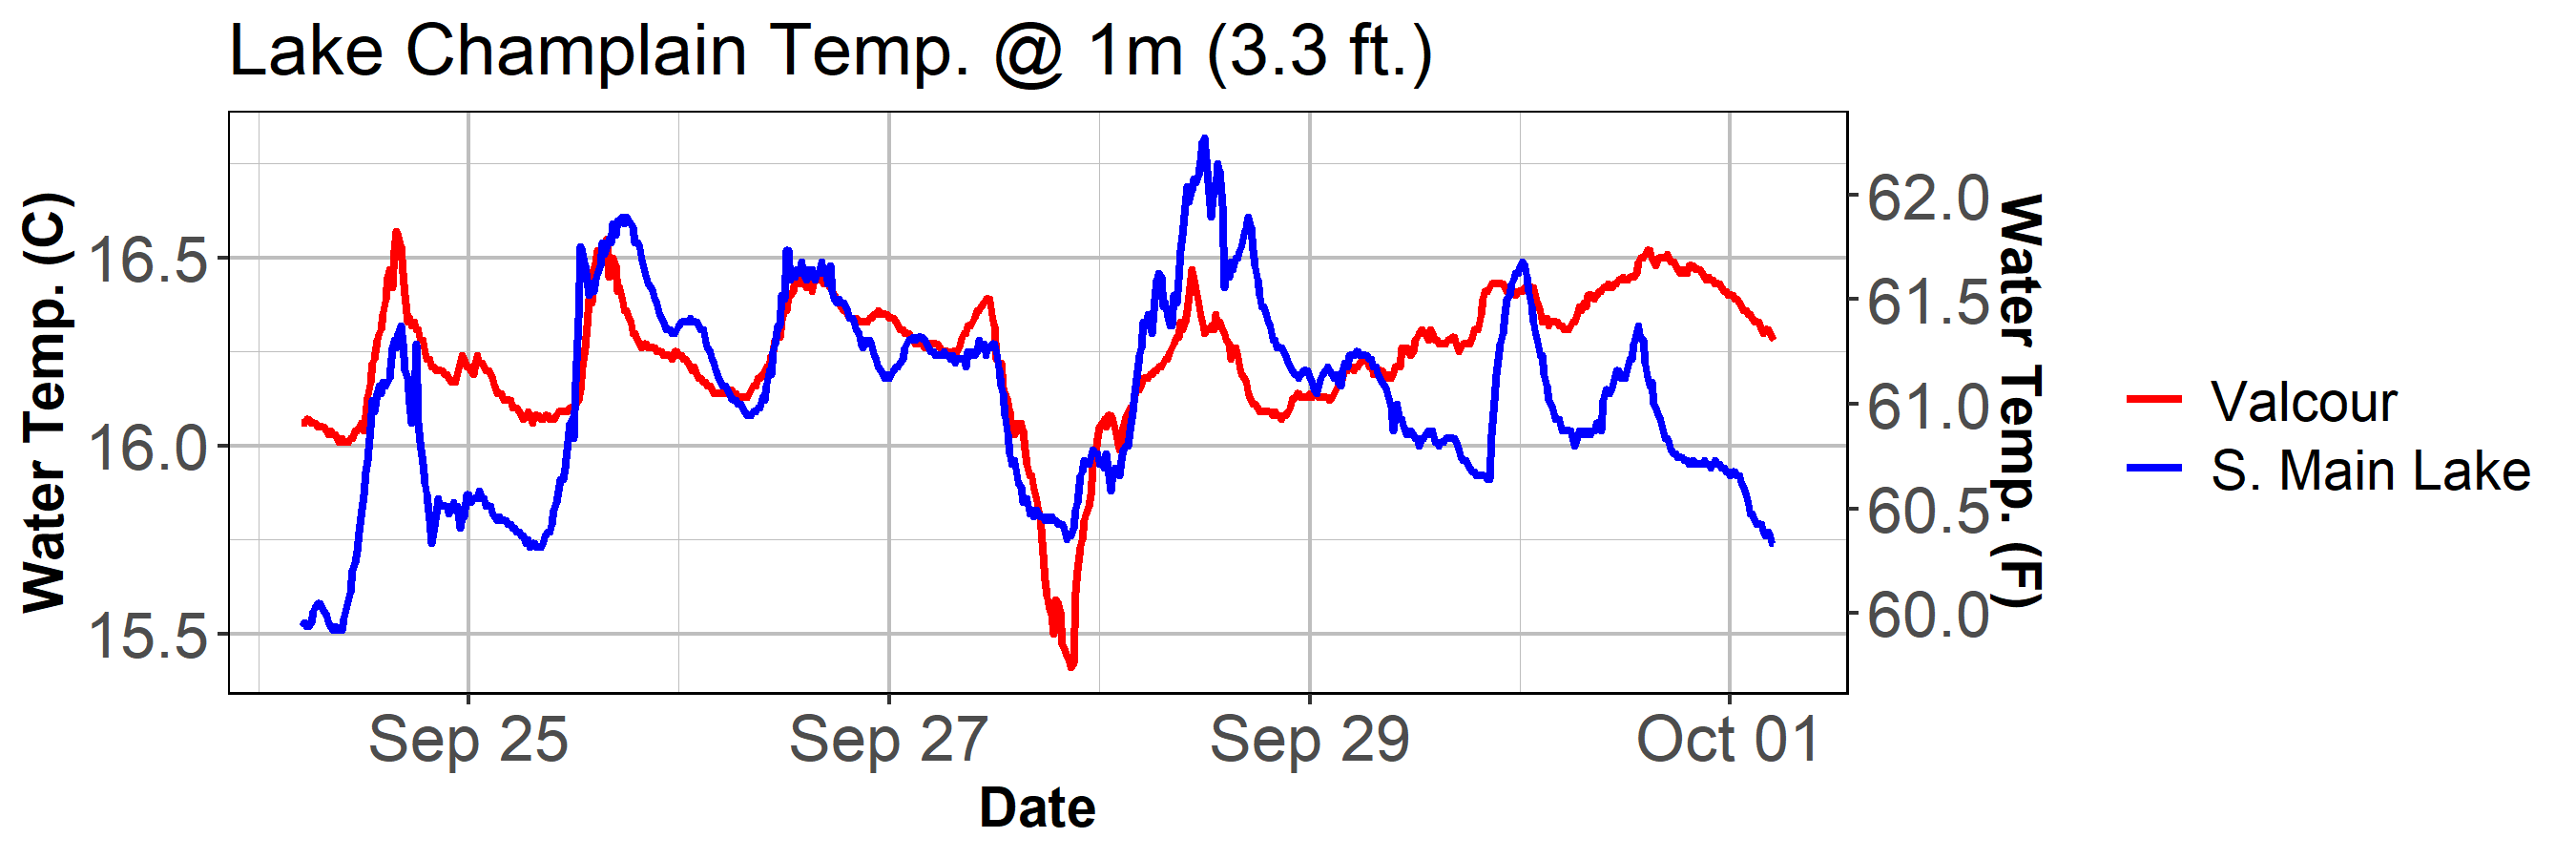 Lake Champlain Temp. @ 1m (3.3 ft.)
Water Temp. (C)
16.5
16.0
15.5
62.0
61.5
61.0
60.5
60.0
Water Temp. (F)
Sep 25
Sep 27
Sep 29
Oct 01
Date
Valcour
S. Main Lake